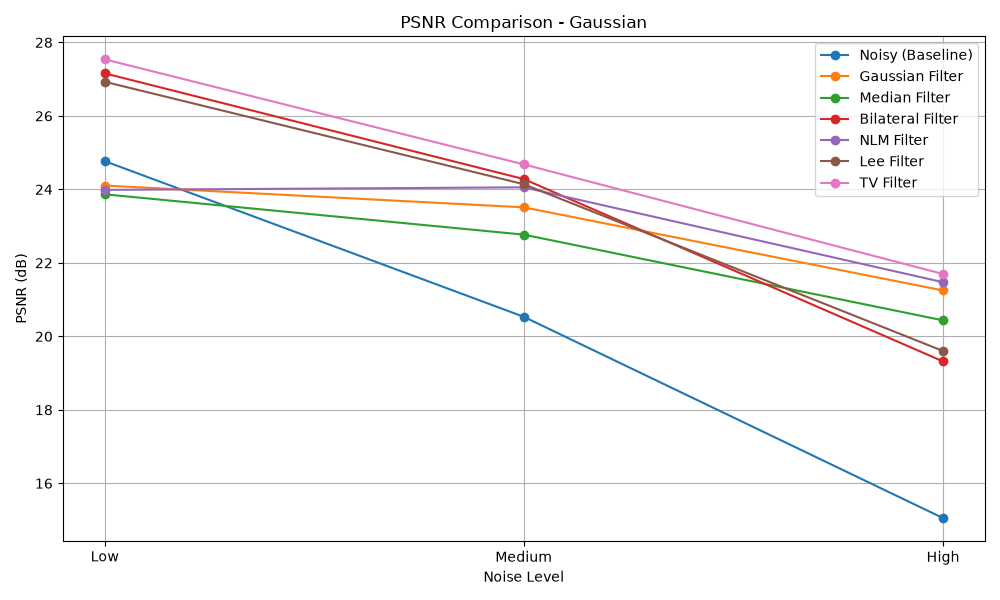 PSNR Comparison - Gaussian
28
26
24
22
20
18
16
PSNR (dB)
Low
Medium
High
Noise Level
Noisy (Baseline)
Gaussian Filter
Median Filter
Bilateral Filter
NLM Filter
Lee Filter
TV Filter